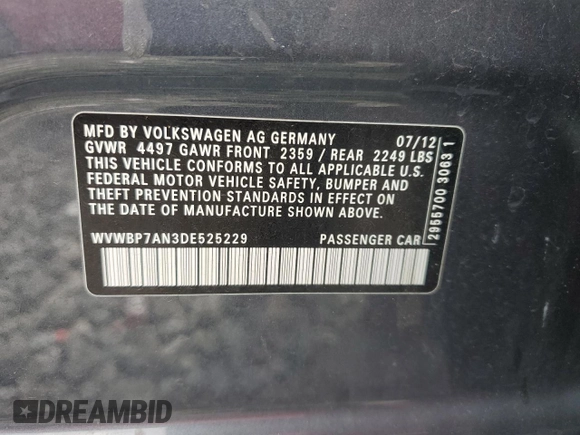 MFD BY VOLKSWAGEN AG GERMANY 07/12
GVWR 4497 GAWR FRONT 2359 / REAR 2249 LBS
THIS VEHICLE CONFORMS TO ALL APPLICABLE U.S.
FEDERAL MOTOR VEHICLE SAFETY, BUMPER AND
THEFT PREVENTION STANDARDS IN EFFECT ON
DATE OF MANUFACTURE SHOWN ABOVE.
WVWBP7AN3DE525229 PASSENGER CAR
2955700 3063 1
DREAMBID